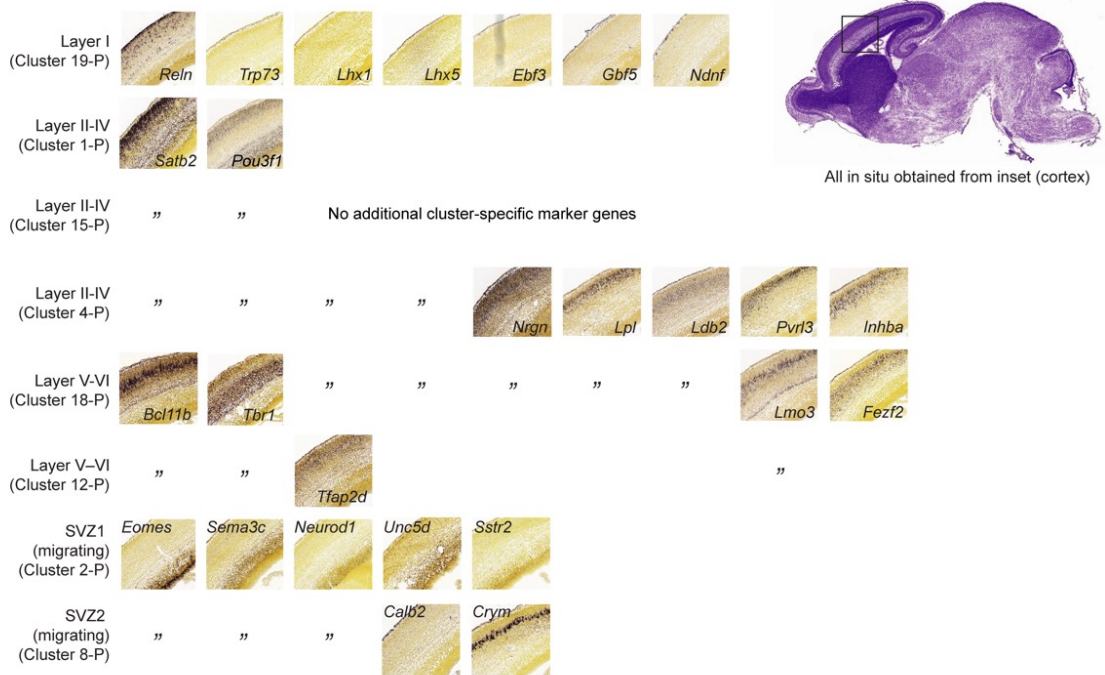 Layer I
(Cluster 19-P)
Reln Trp73 Lhx1 Lhx5 Ebf3 Gbf5 Ndnf
All in situ obtained from inset (cortex)
Layer II-IV
(Cluster 1-P)
Satb2 Pou3f1
Layer II-IV
(Cluster 15-P)
” ” No additional cluster-specific marker genes
Layer II-IV
(Cluster 4-P)
” ” ” ” Nrgn Lpl Ldb2 Pvrl3 Inhba
Layer V-VI
(Cluster 18-P)
Bcl11b Tbr1 ” ” ” ” ” Lmo3 Fezf2
Layer V–VI
(Cluster 12-P)
” ” Tfap2d ”
SVZ1
(migrating)
(Cluster 2-P)
Eomes Sema3c Neurod1 Unc5d Sstr2
SVZ2
(migrating)
(Cluster 8-P)
” ” ” Calb2 Crym